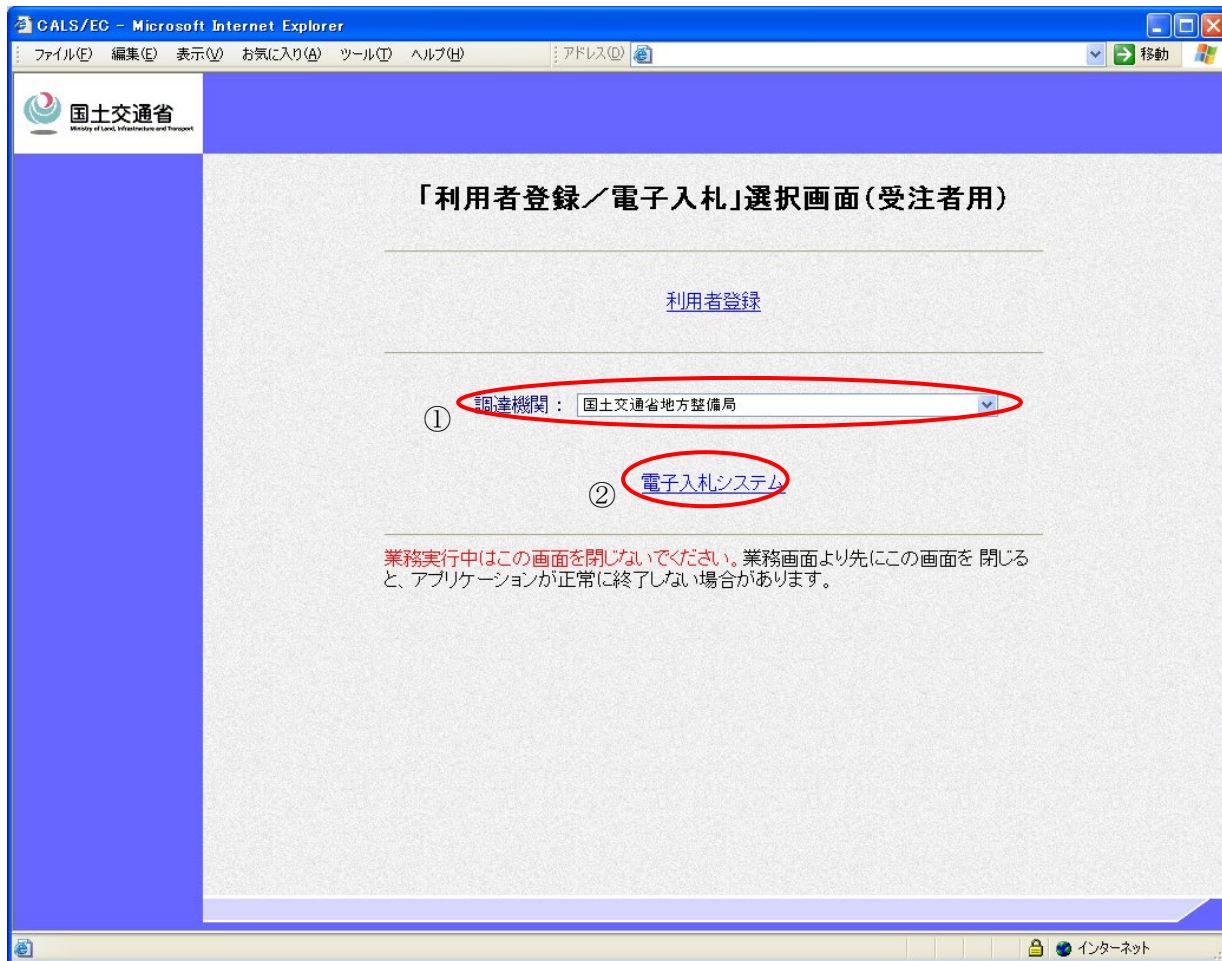 CALS/EC - Microsoft Internet Explorer
ファイル(F) 編集(E) 表示(V) お気に入り(A) ツール(T) ヘルプ(H) アドレス(D) 移動
国土交通省
Ministry of Land, Infrastructure and Transport
「利用者登録／電子入札」選択画面(受注者用)
利用者登録
① 調達機関： 国土交通省地方整備局
② 電子入札システム
業務実行中はこの画面を閉じないでください。業務画面より先にこの画面を 閉じる
と、アプリケーションが正常に終了しない場合があります。
インターネット